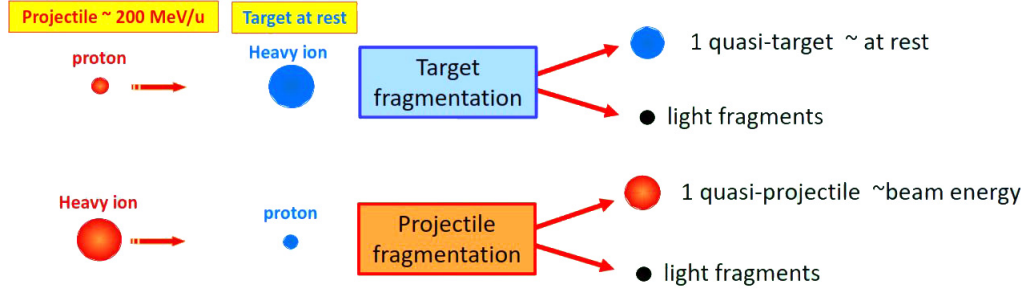 Projectile ~ 200 MeV/u
Target at rest
proton
Heavy ion
Target
fragmentation
1 quasi-target ~ at rest
light fragments
Heavy ion
proton
Projectile
fragmentation
1 quasi-projectile ~beam energy
light fragments